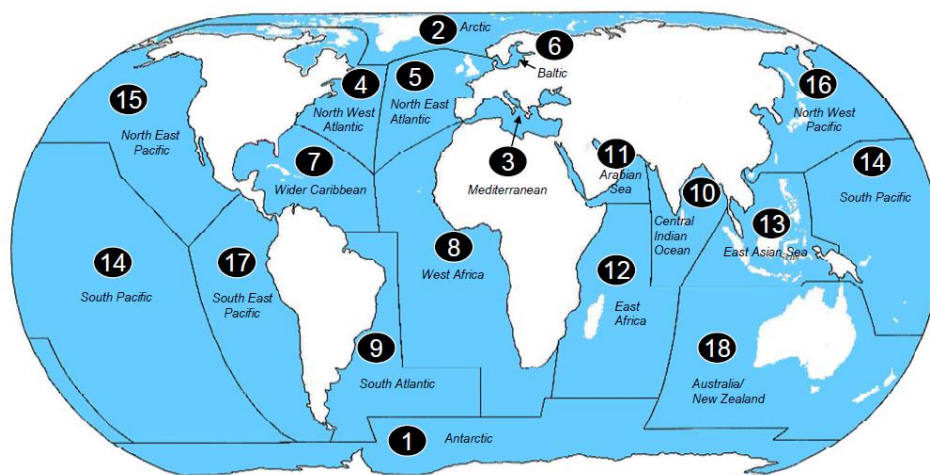 2
Arctic
6
Baltic
4
North West
Atlantic
5
North East
Atlantic
15
North East
Pacific
16
North West
Pacific
3
Mediterranean
7
Wider Caribbean
11
Arabian
Sea
10
Central
Indian
Ocean
14
South Pacific
13
East Asian Sea
14
South Pacific
17
South East
Pacific
8
West Africa
12
East
Africa
9
South Atlantic
18
Australia/
New Zealand
1
Antarctic